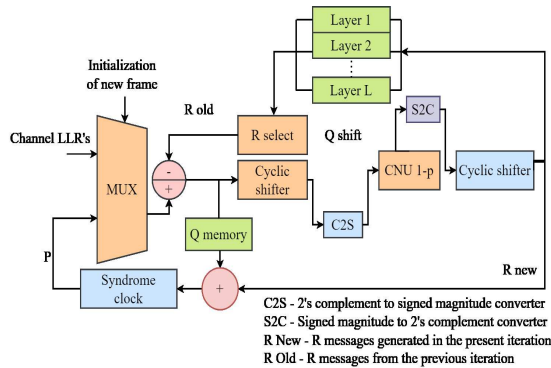 Layer 1
Layer 2
Layer L
Initialization
of new frame
R old
Channel LLR's
R select
Q shift
S2C
MUX
-
+
Cyclic
shifter
CNU 1-p
Cyclic shifter
C2S
Q memory
P
Syndrome
clock
+
R new
C2S - 2's complement to signed magnitude converter
S2C - Signed magnitude to 2's complement converter
R New - R messages generated in the present iteration
R Old - R messages from the previous iteration